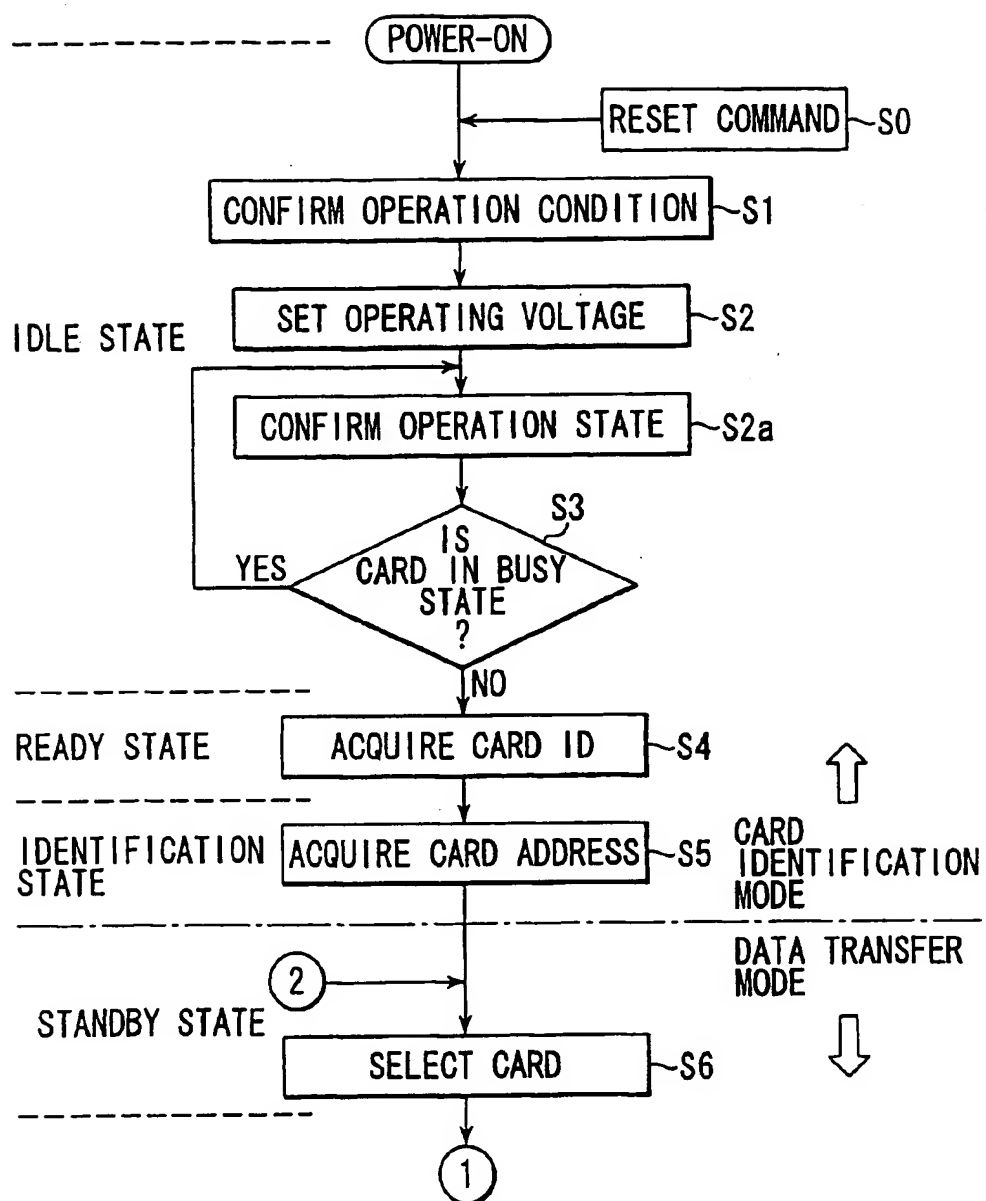 POWER-ON
RESET COMMAND
S0
CONFIRM OPERATION CONDITION
S1
SET OPERATING VOLTAGE
S2
IDLE STATE
CONFIRM OPERATION STATE
S2a
S3
IS
CARD IN BUSY
STATE
?
YES
NO
READY STATE
ACQUIRE CARD ID
S4
IDENTIFICATION
STATE
ACQUIRE CARD ADDRESS
S5
CARD
IDENTIFICATION
MODE
DATA TRANSFER
MODE
2
STANDBY STATE
SELECT CARD
S6
1